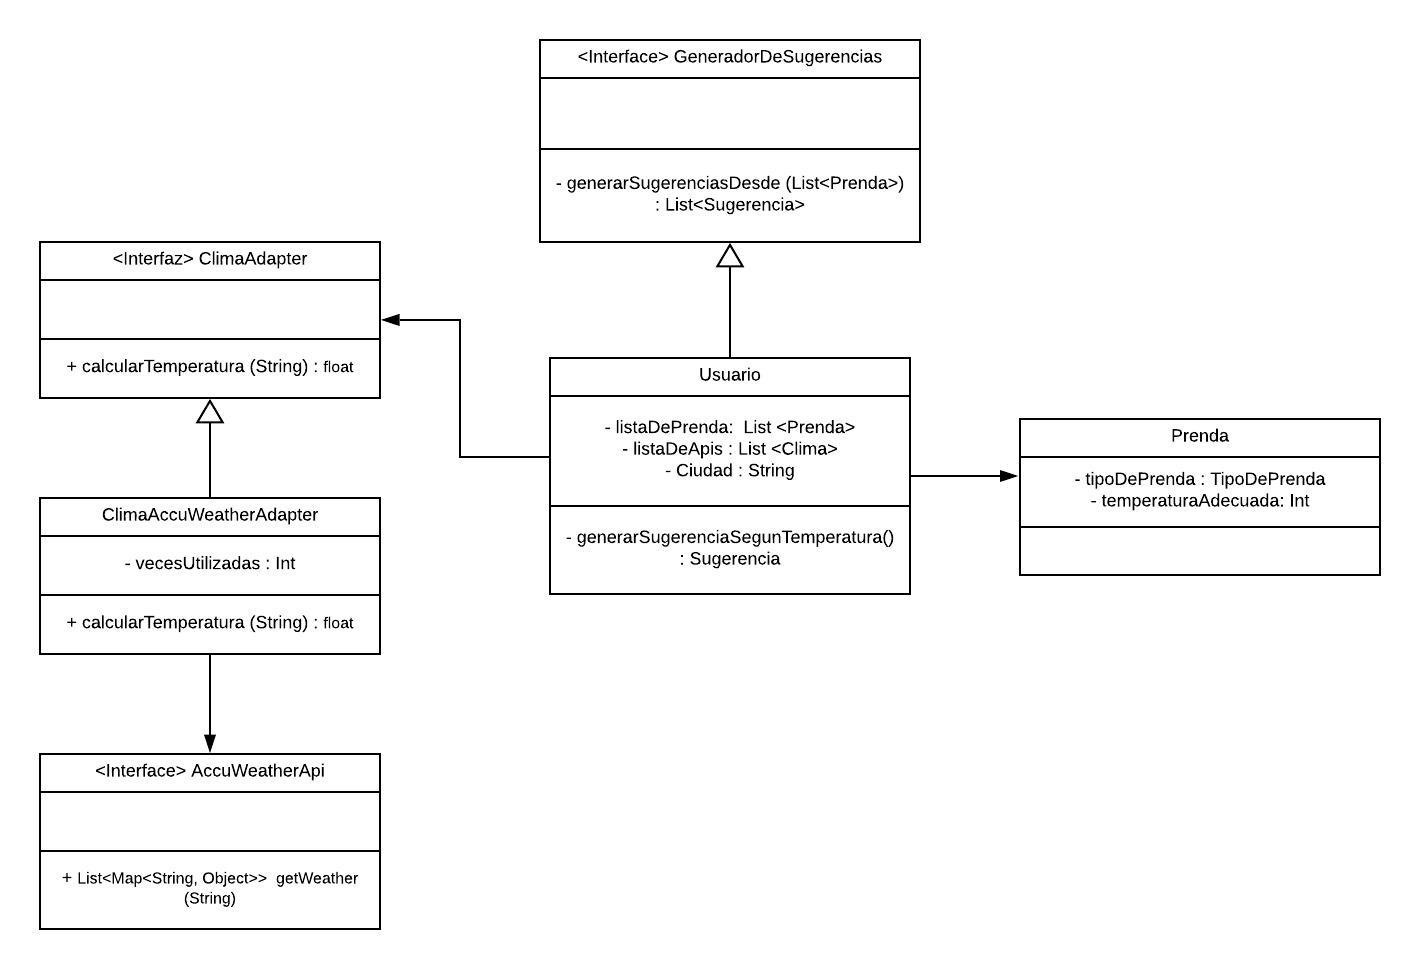 <Interface> GeneradorDeSugerencias
- generarSugerenciasDesde (List<Prenda>)
: List<Sugerencia>
<Interfaz> ClimaAdapter
+ calcularTemperatura (String) : float
Usuario
- listaDePrenda:  List <Prenda>
- listaDeApis : List <Clima>
- Ciudad : String
- generarSugerenciaSegunTemperatura()
: Sugerencia
Prenda
- tipoDePrenda : TipoDePrenda
- temperaturaAdecuada: Int
ClimaAccuWeatherAdapter
- vecesUtilizadas : Int
+ calcularTemperatura (String) : float
<Interface> AccuWeatherApi
+ List<Map<String, Object>>  getWeather
(String)